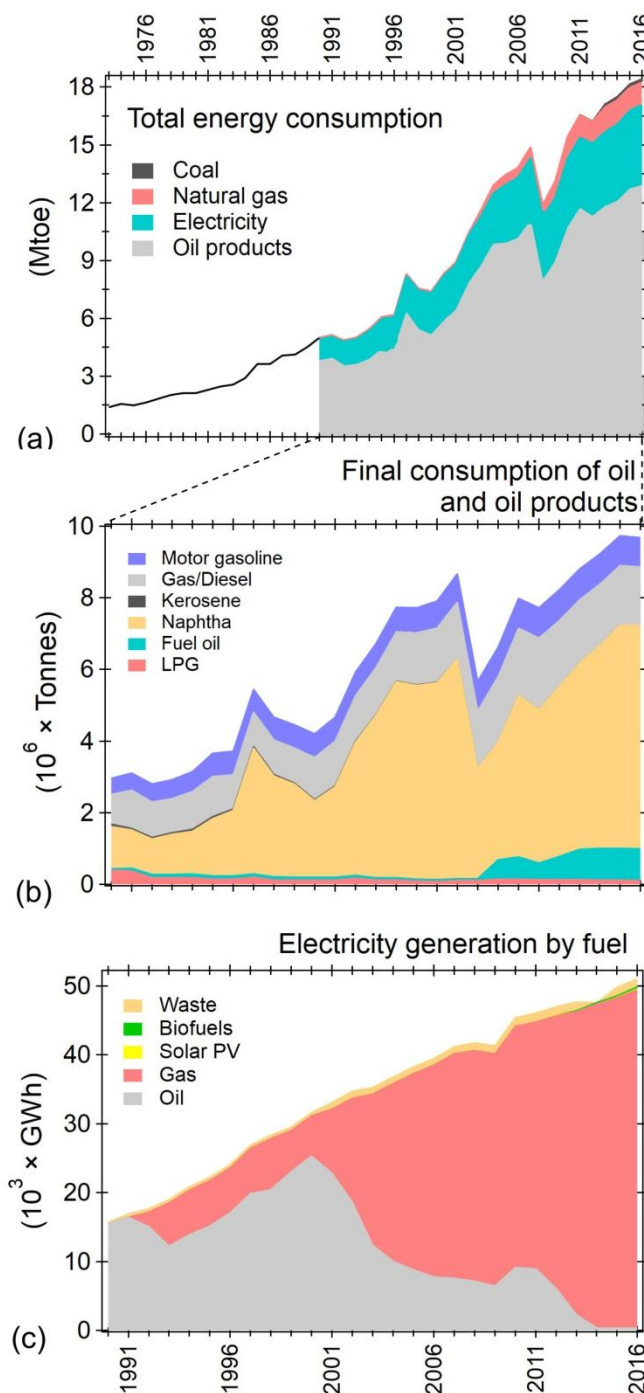 1976 1981 1986 1991 1996 2001 2006 2011 2016
18
15
12
9
6
3
0
(Mtoe)
Total energy consumption
Coal
Natural gas
Electricity
Oil products
(a)
Final consumption of oil
and oil products
10
8
6
4
2
0
(10⁶ × Tonnes)
Motor gasoline
Gas/Diesel
Kerosene
Naphtha
Fuel oil
LPG
(b)
Electricity generation by fuel
50
40
30
20
10
0
(10³ × GWh)
Waste
Biofuels
Solar PV
Gas
Oil
(c)
1991 1996 2001 2006 2011 2016